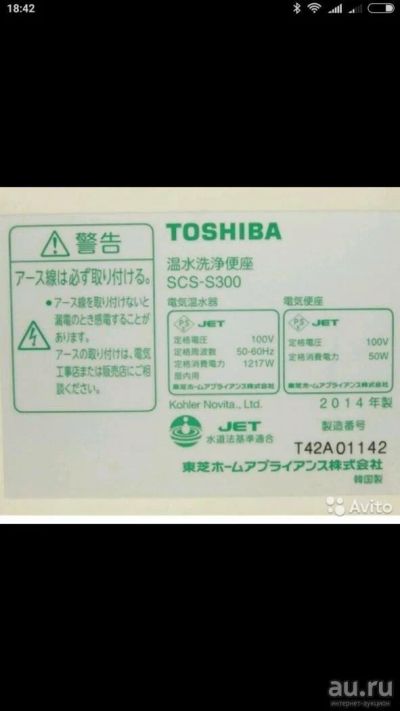 18:42
警告
アース線は必ず取り付ける。
●アース線を取り付けないと
漏電のとき感電することが
あります。
アースの取り付けは、電気
工事店または販売店にご相
談ください。
TOSHIBA
温水洗浄便座
SCS-S300
電気温水器
PS JET
定格電圧 100V
定格周波数 50-60Hz
定格消費電力 1217W
屋内用
東芝ホームアプライアンス株式会社
電気便座
PS JET
定格電圧 100V
定格消費電力 50W
東芝ホームアプライアンス株式会社
Kohler Novita., Ltd.
2014年製
JET
水道法基準適合
製造番号
T42A01142
東芝ホームアプライアンス株式会社
韓国製
Avito
au.ru
интернет-аукцион